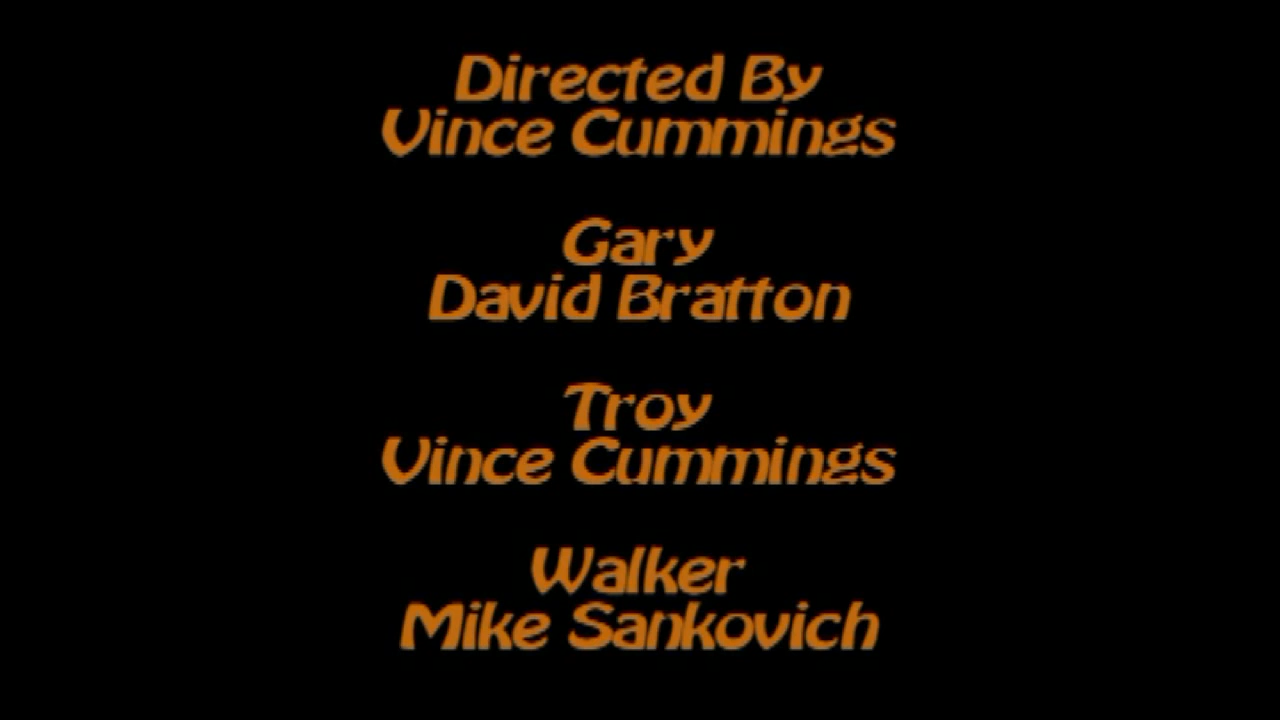 Directed By
Vince Cummings
Gary
David Bratton
Troy
Vince Cummings
Walker
Mike Sankovich